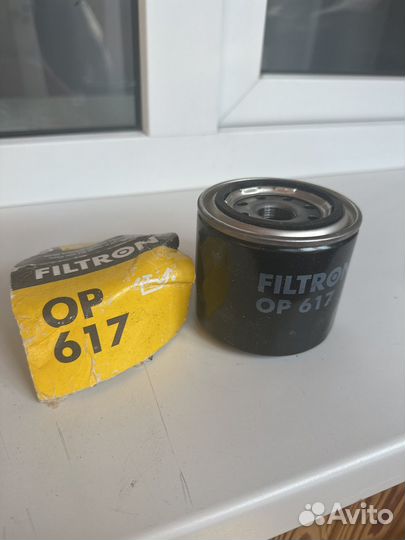 FILTRON
OP
617
FILTRON
OP 617
Avito